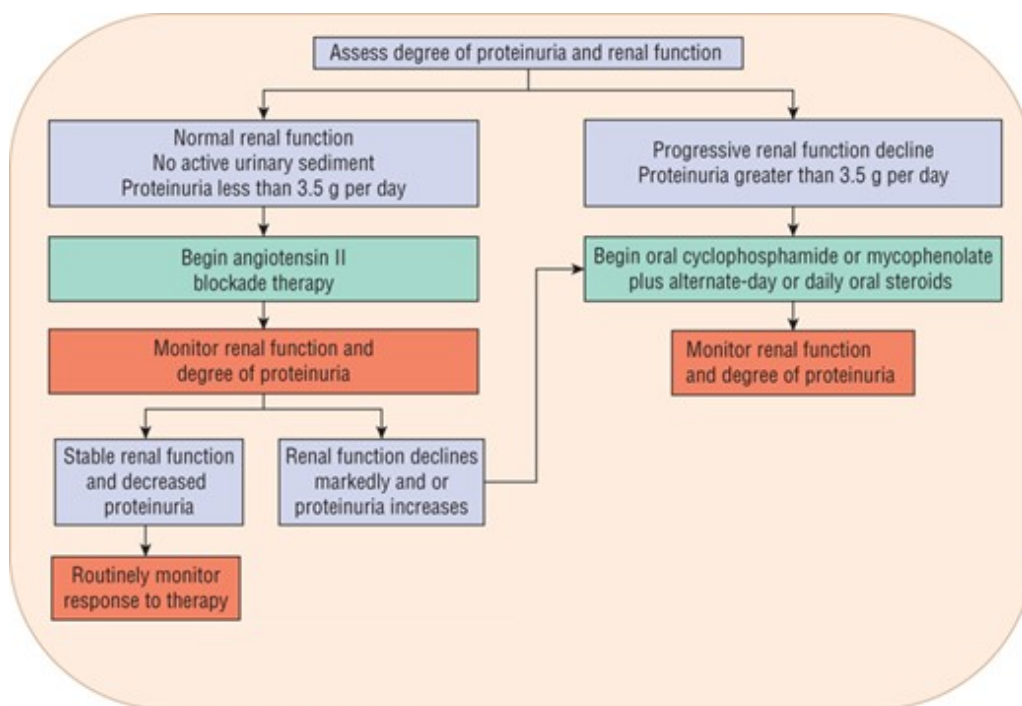 Assess degree of proteinuria and renal function
Normal renal function
No active urinary sediment
Proteinuria less than 3.5 g per day
Progressive renal function decline
Proteinuria greater than 3.5 g per day
Begin angiotensin II
blockade therapy
Begin oral cyclophosphamide or mycophenolate
plus alternate-day or daily oral steroids
Monitor renal function and
degree of proteinuria
Monitor renal function
and degree of proteinuria
Stable renal function
and decreased
proteinuria
Renal function declines
markedly and or
proteinuria increases
Routinely monitor
response to therapy